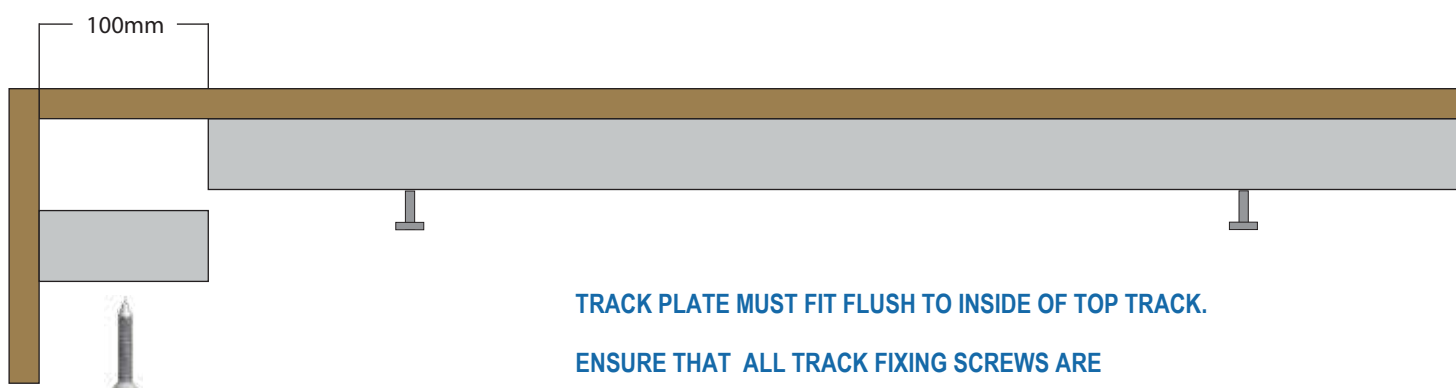 100mm
TRACK PLATE MUST FIT FLUSH TO INSIDE OF TOP TRACK.
ENSURE THAT ALL TRACK FIXING SCREWS ARE